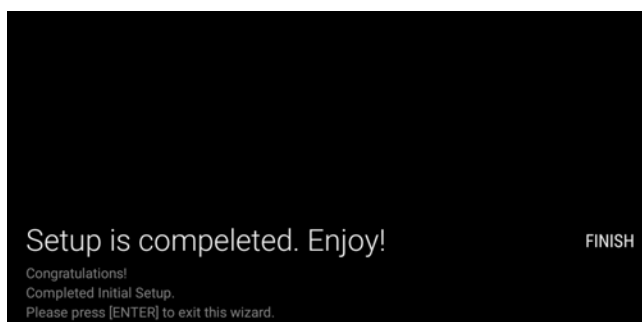 Setup is compeleted. Enjoy!
FINISH
Congratulations!
Completed Initial Setup.
Please press [ENTER] to exit this wizard.